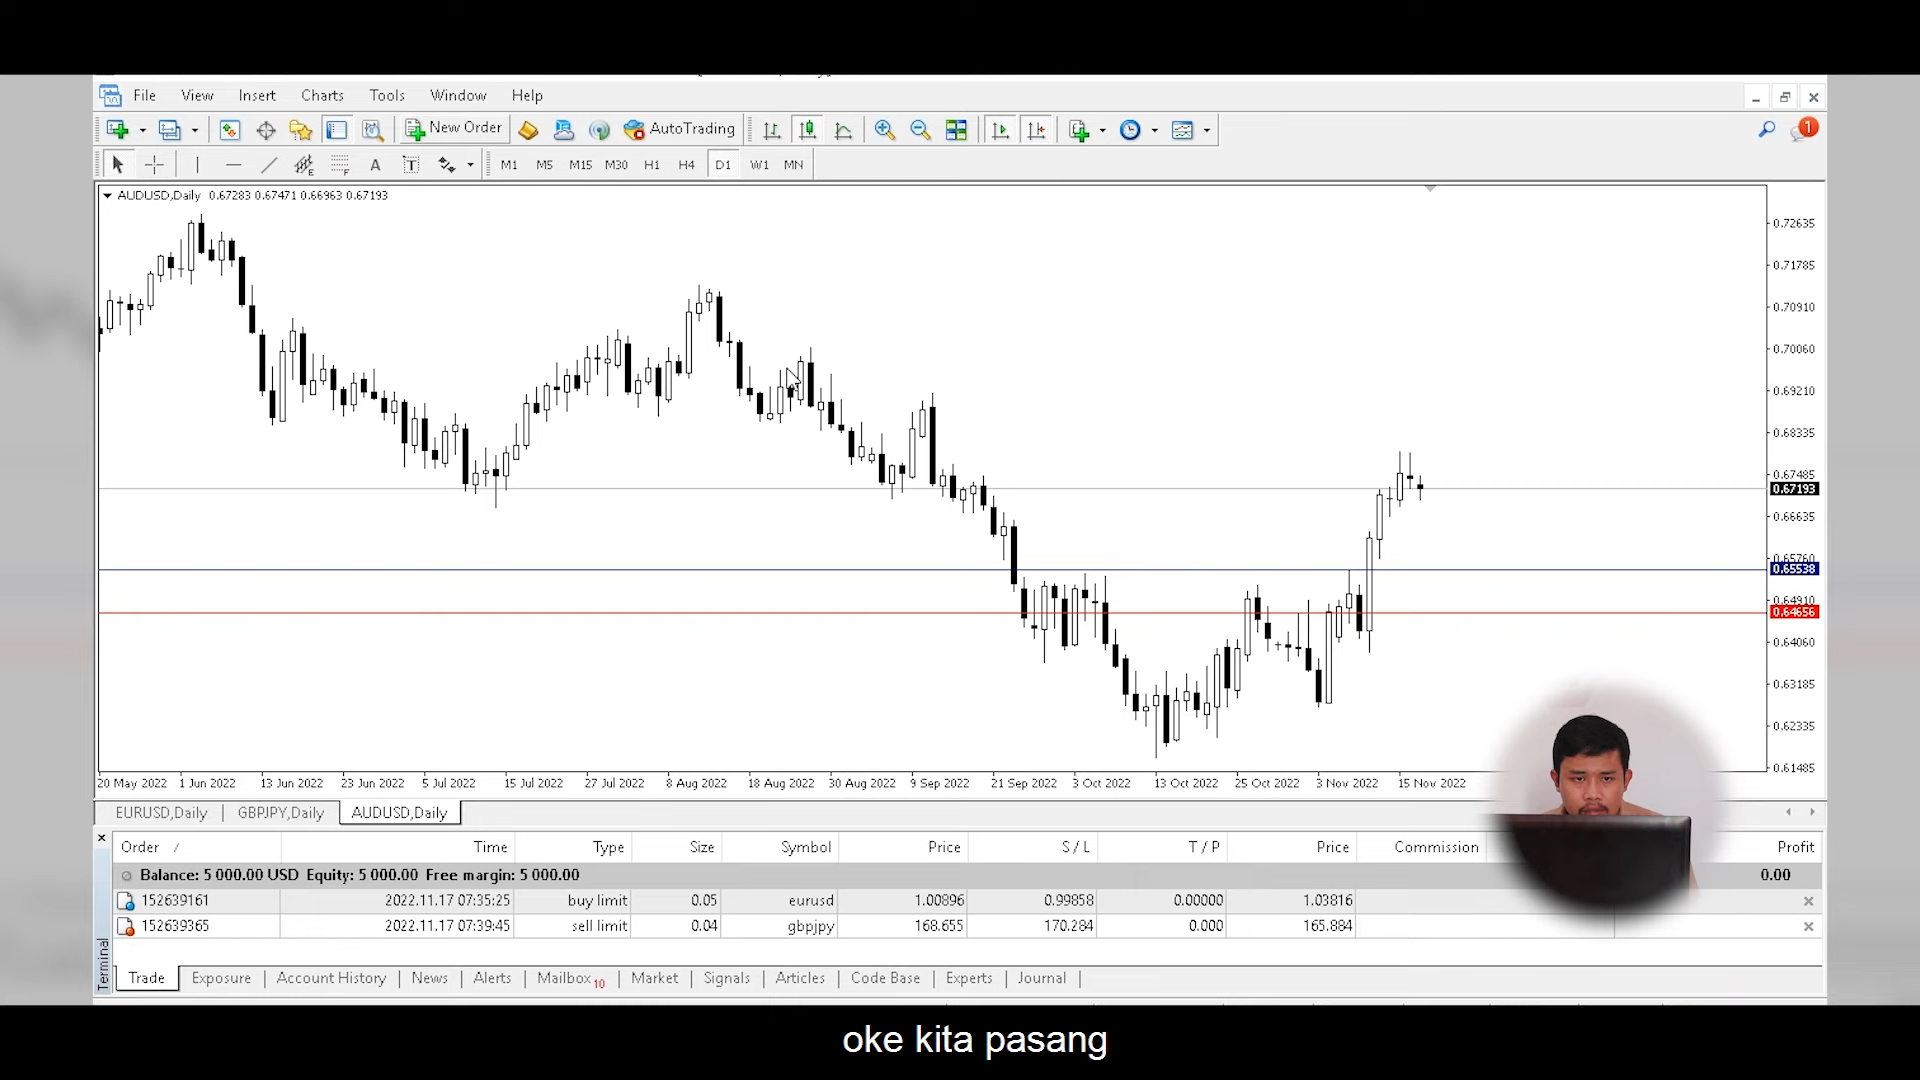 File View Insert Charts Tools Window Help
New Order AutoTrading 1
A T M1 M5 M15 M30 H1 H4 D1 W1 MN
AUDUSD,Daily 0.67283 0.67471 0.66963 0.67193
0.72635
0.71785
0.70910
0.70060
0.69210
0.68335
0.67485
0.67193
0.66635
0.65760
0.65538
0.64910
0.64656
0.64060
0.63185
0.62335
0.61485
20 May 2022 1 Jun 2022 13 Jun 2022 23 Jun 2022 5 Jul 2022 15 Jul 2022 27 Jul 2022 8 Aug 2022 18 Aug 2022 30 Aug 2022 9 Sep 2022 21 Sep 2022 3 Oct 2022 13 Oct 2022 25 Oct 2022 3 Nov 2022 15 Nov 2022
EURUSD,Daily GBPJPY,Daily AUDUSD,Daily
Order / Time Type Size Symbol Price S / L T / P Price Commission Profit
Balance: 5 000.00 USD Equity: 5 000.00 Free margin: 5 000.00 0.00
152639161 2022.11.17 07:35:25 buy limit 0.05 eurusd 1.00896 0.99858 0.00000 1.03816
152639365 2022.11.17 07:39:45 sell limit 0.04 gbpjpy 168.655 170.284 0.000 165.884
Terminal
Trade Exposure Account History News Alerts Mailbox 10 Market Signals Articles Code Base Experts Journal
oke kita pasang